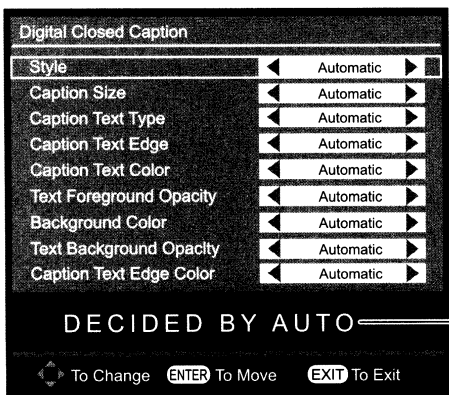 Digital Closed Caption
Style Automatic
Caption Size Automatic
Caption Text Type Automatic
Caption Text Edge Automatic
Caption Text Color Automatic
Text Foreground Opacity Automatic
Background Color Automatic
Text Background Opacity Automatic
Caption Text Edge Color Automatic
DECIDED BY AUTO
To Change ENTER To Move EXIT To Exit